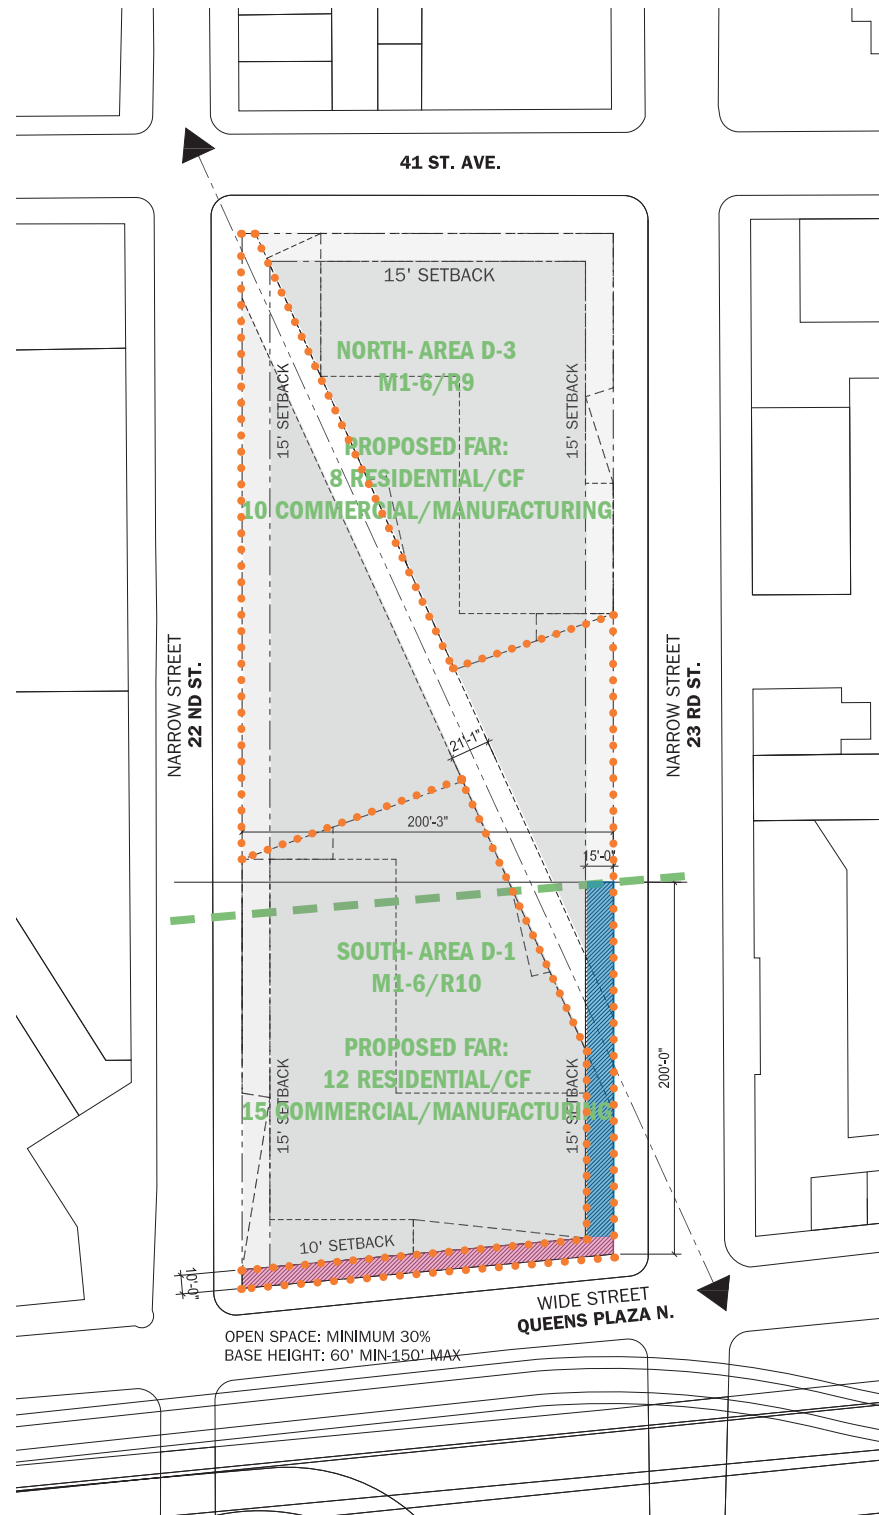 41 ST. AVE.
15' SETBACK
NORTH- AREA D-3
M1-6/R9
15' SETBACK
15' SETBACK
PROPOSED FAR:
8 RESIDENTIAL/CF
10 COMMERCIAL/MANUFACTURING
NARROW STREET
22 ND ST.
NARROW STREET
23 RD ST.
21'-1"
200'-3"
15'-0"
SOUTH- AREA D-1
M1-6/R10
PROPOSED FAR:
12 RESIDENTIAL/CF
15 COMMERCIAL/MANUFACTURING
200'-0"
15' SETBACK
15' SETBACK
10' SETBACK
10'-0"
WIDE STREET
QUEENS PLAZA N.
OPEN SPACE: MINIMUM 30%
BASE HEIGHT: 60' MIN-150' MAX